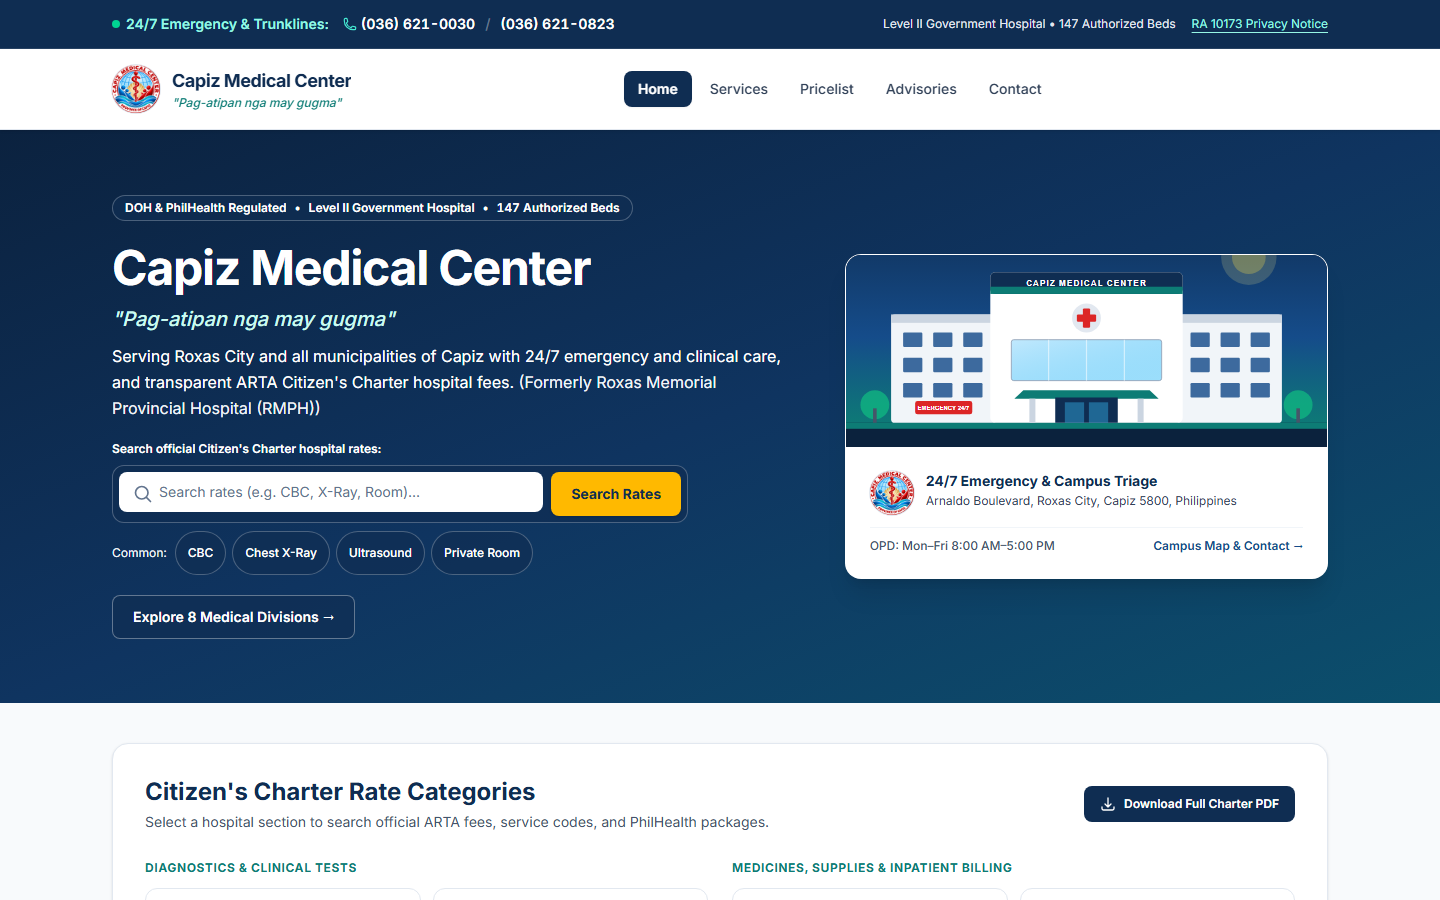 24/7 Emergency & Trunklines: (036) 621-0030 / (036) 621-0823
Level II Government Hospital • 147 Authorized Beds RA 10173 Privacy Notice
Capiz Medical Center
"Pag-atipan nga may gugma"
Home Services Pricelist Advisories Contact
DOH & PhilHealth Regulated • Level II Government Hospital • 147 Authorized Beds
Capiz Medical Center
"Pag-atipan nga may gugma"
Serving Roxas City and all municipalities of Capiz with 24/7 emergency and clinical care,
and transparent ARTA Citizen's Charter hospital fees. (Formerly Roxas Memorial
Provincial Hospital (RMPH))
Search official Citizen's Charter hospital rates:
Search rates (e.g. CBC, X-Ray, Room)... Search Rates
Common: CBC Chest X-Ray Ultrasound Private Room
Explore 8 Medical Divisions →
CAPIZ MEDICAL CENTER
EMERGENCY 24/7
24/7 Emergency & Campus Triage
Arnaldo Boulevard, Roxas City, Capiz 5800, Philippines
OPD: Mon–Fri 8:00 AM–5:00 PM Campus Map & Contact →
Citizen's Charter Rate Categories
Select a hospital section to search official ARTA fees, service codes, and PhilHealth packages.
Download Full Charter PDF
DIAGNOSTICS & CLINICAL TESTS
MEDICINES, SUPPLIES & INPATIENT BILLING